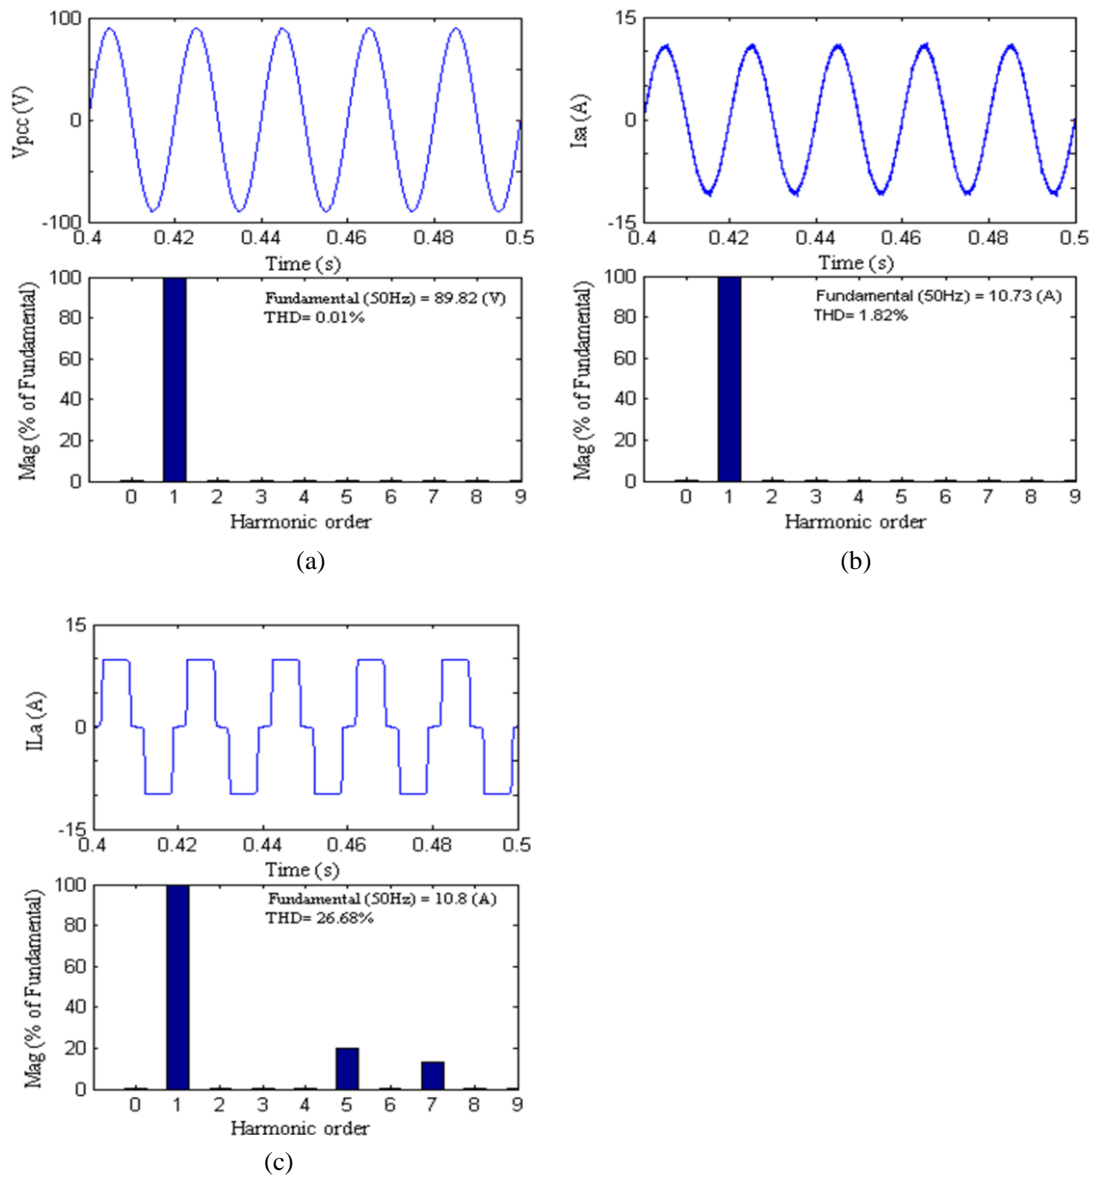 100
0
-100
Vpcc (V)
0.4 0.42 0.44 0.46 0.48 0.5
Time (s)
100
80
60
40
20
0
Mag (% of Fundamental)
Fundamental (50Hz) = 89.82 (V)
THD= 0.01%
0 1 2 3 4 5 6 7 8 9
Harmonic order
(a)
15
0
-15
Isa (A)
0.4 0.42 0.44 0.46 0.48 0.5
Time (s)
100
80
60
40
20
0
Mag (% of Fundamental)
Fundamental (50Hz) = 10.73 (A)
THD= 1.82%
0 1 2 3 4 5 6 7 8 9
Harmonic order
(b)
15
0
-15
ILa (A)
0.4 0.42 0.44 0.46 0.48 0.5
Time (s)
100
80
60
40
20
0
Mag (% of Fundamental)
Fundamental (50Hz) = 10.8 (A)
THD= 26.68%
0 1 2 3 4 5 6 7 8 9
Harmonic order
(c)